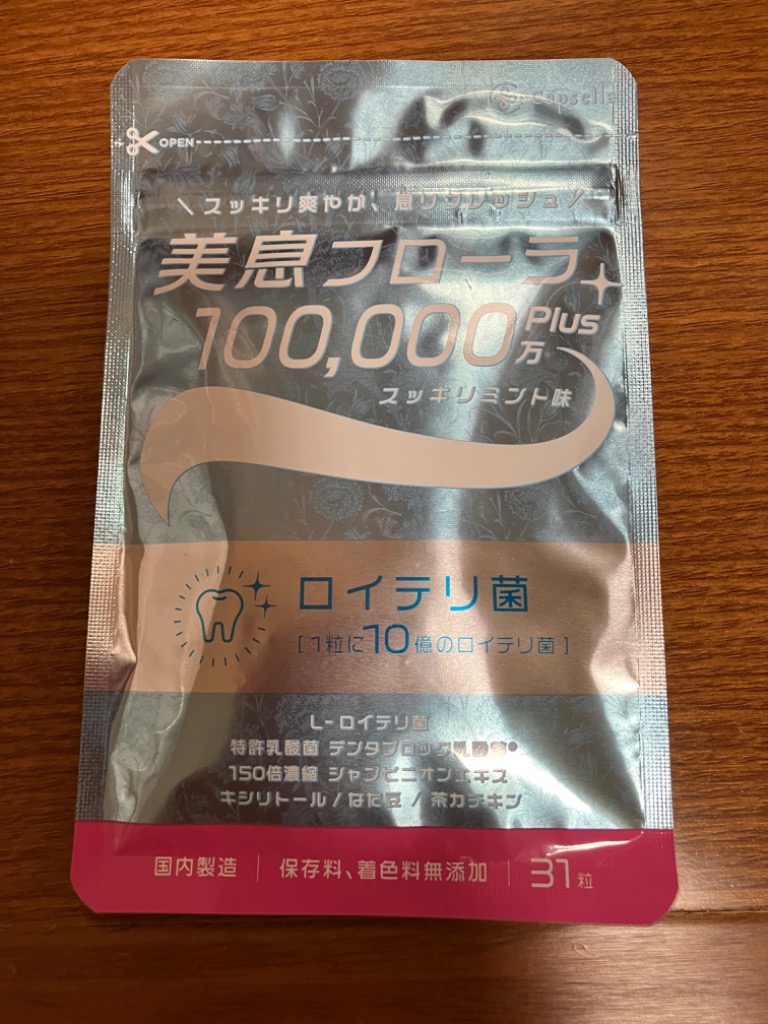 Capselle
OPEN
\ スッキリ爽やか、息リフレッシュ /
美息フローラ
100,000万
Plus
スッキリミント味
ロイテリ菌
[1粒に10億のロイテリ菌]
L-ロイテリ菌
特許乳酸菌 デンタブロック乳酸菌®
150倍濃縮 シャンピニオンエキス
キシリトール / なた豆 / 茶カテキン
国内製造 | 保存料、着色料無添加 | 31粒